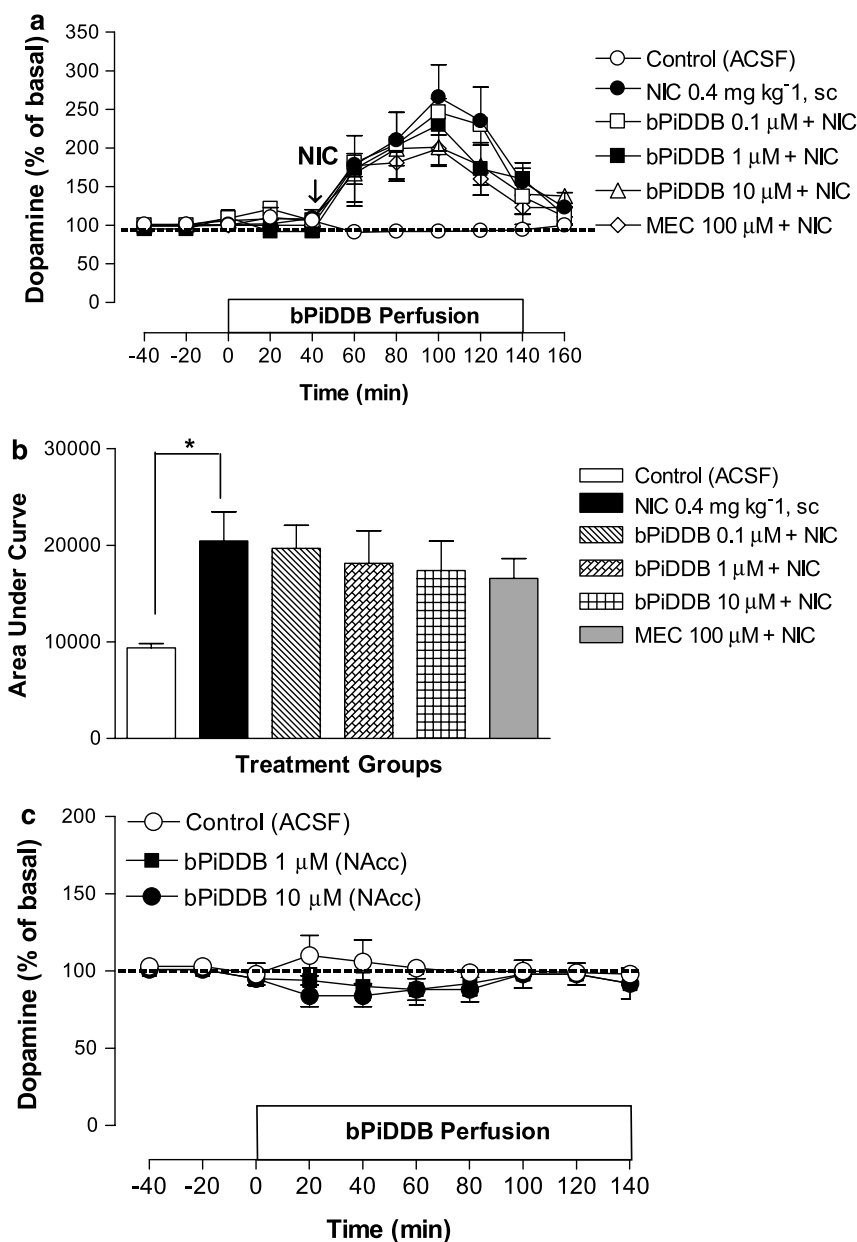 a
Dopamine (% of basal)
350
300
250
200
150
100
50
0
NIC
Control (ACSF)
NIC 0.4 mg kg⁻¹, sc
bPiDDB 0.1 μM + NIC
bPiDDB 1 μM + NIC
bPiDDB 10 μM + NIC
MEC 100 μM + NIC
bPiDDB Perfusion
-40 -20 0 20 40 60 80 100 120 140 160
Time (min)
b
Area Under Curve
30000
20000
10000
0
*
Control (ACSF)
NIC 0.4 mg kg⁻¹, sc
bPiDDB 0.1 μM + NIC
bPiDDB 1 μM + NIC
bPiDDB 10 μM + NIC
MEC 100 μM + NIC
Treatment Groups
c
Dopamine (% of basal)
200
150
100
50
0
Control (ACSF)
bPiDDB 1 μM (NAcc)
bPiDDB 10 μM (NAcc)
bPiDDB Perfusion
-40 -20 0 20 40 60 80 100 120 140
Time (min)